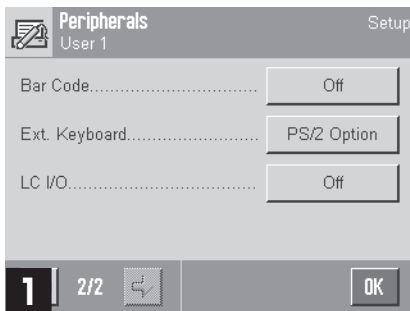 Peripherals
Setup
User 1
Bar Code................................ Off
Ext. Keyboard......................... PS/2 Option
LC I/O.................................... Off
1 2/2 OK